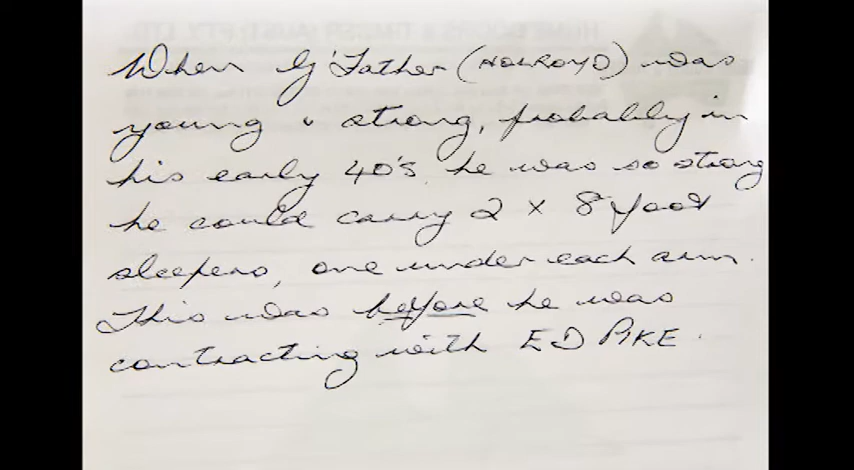 When G'Father (HOLROYD) was
young & strong, probably in
his early 40's, he was so strong
he could carry 2 x 8 foot
sleepers, one under each arm.
This was before he was
contracting with ED PIKE.